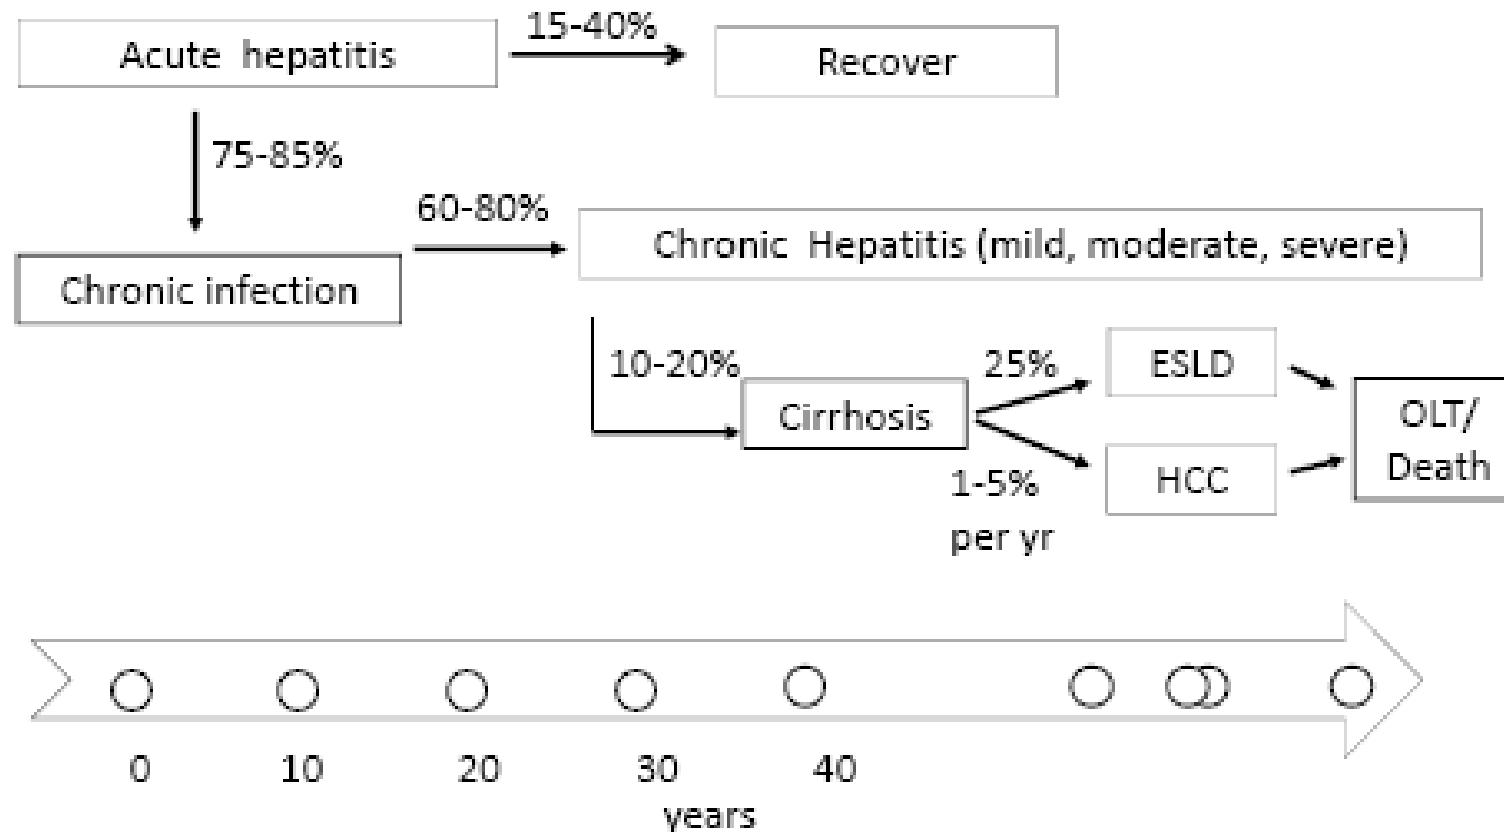 Acute hepatitis
15-40%
Recover
75-85%
60-80%
Chronic infection
Chronic Hepatitis (mild, moderate, severe)
10-20%
Cirrhosis
25%
ESLD
1-5%
per yr
HCC
OLT/
Death
0 10 20 30 40
years